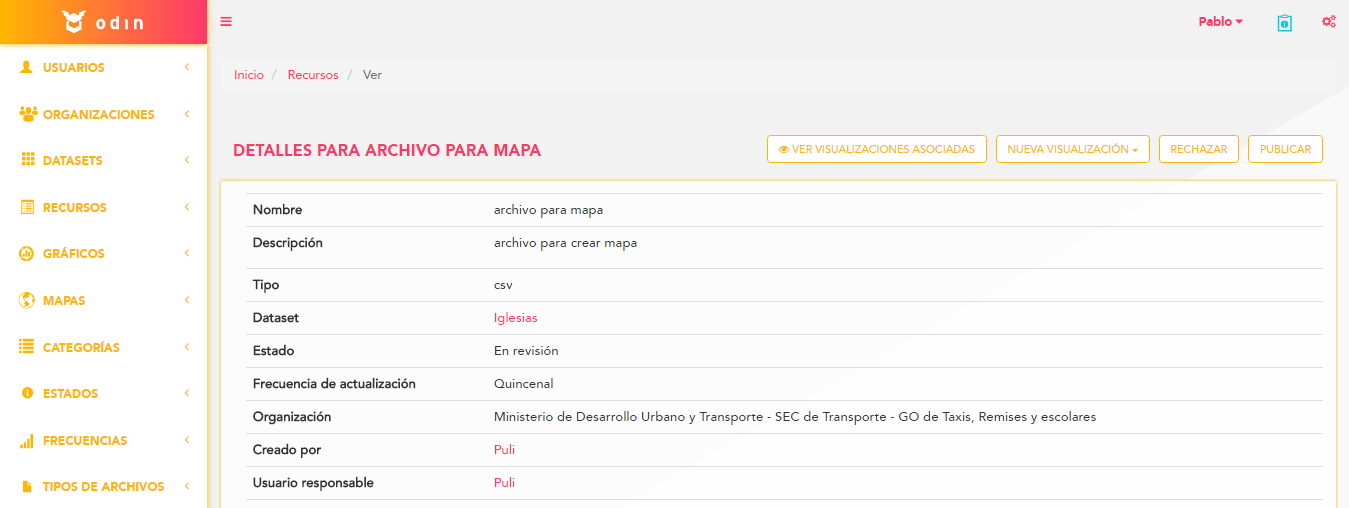 odin
Pablo
USUARIOS
ORGANIZACIONES
DATASETS
RECURSOS
GRÁFICOS
MAPAS
CATEGORÍAS
ESTADOS
FRECUENCIAS
TIPOS DE ARCHIVOS
Inicio / Recursos / Ver
DETALLES PARA ARCHIVO PARA MAPA
VER VISUALIZACIONES ASOCIADAS
NUEVA VISUALIZACIÓN
RECHAZAR
PUBLICAR
Nombre archivo para mapa
Descripción archivo para crear mapa
Tipo csv
Dataset Iglesias
Estado En revisión
Frecuencia de actualización Quincenal
Organización Ministerio de Desarrollo Urbano y Transporte - SEC de Transporte - GO de Taxis, Remises y escolares
Creado por Puli
Usuario responsable Puli